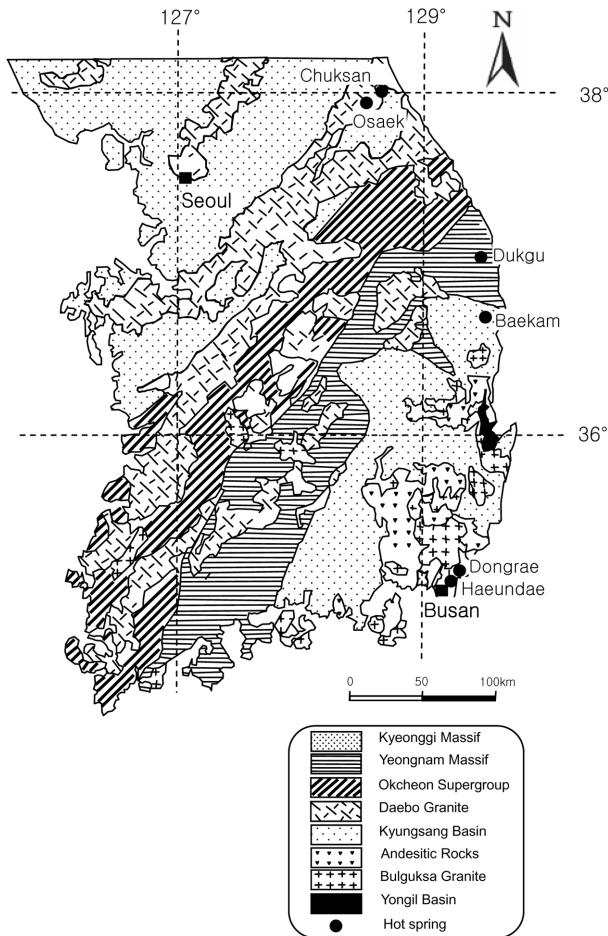 127°
129°
N
Chuksan
38°
Osaek
Seoul
Dukgu
Baekam
36°
Dongrae
Haeundae
Busan
0 50 100km
Kyeonggi Massif
Yeongnam Massif
Okcheon Supergroup
Daebo Granite
Kyungsang Basin
Andesitic Rocks
Bulguksa Granite
Yongil Basin
Hot spring